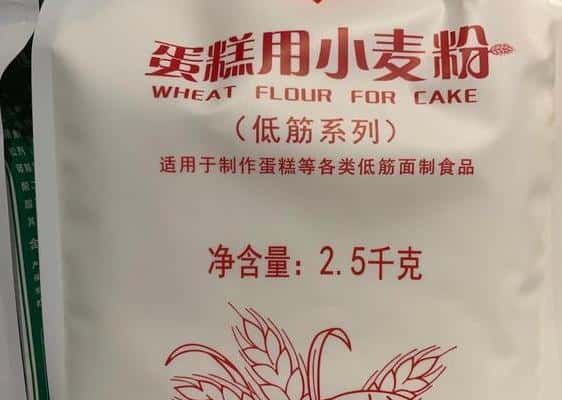 蛋糕用小麦粉
WHEAT FLOUR FOR CAKE
（低筋系列）
适用于制作蛋糕等各类低筋面制食品
净含量：2.5千克